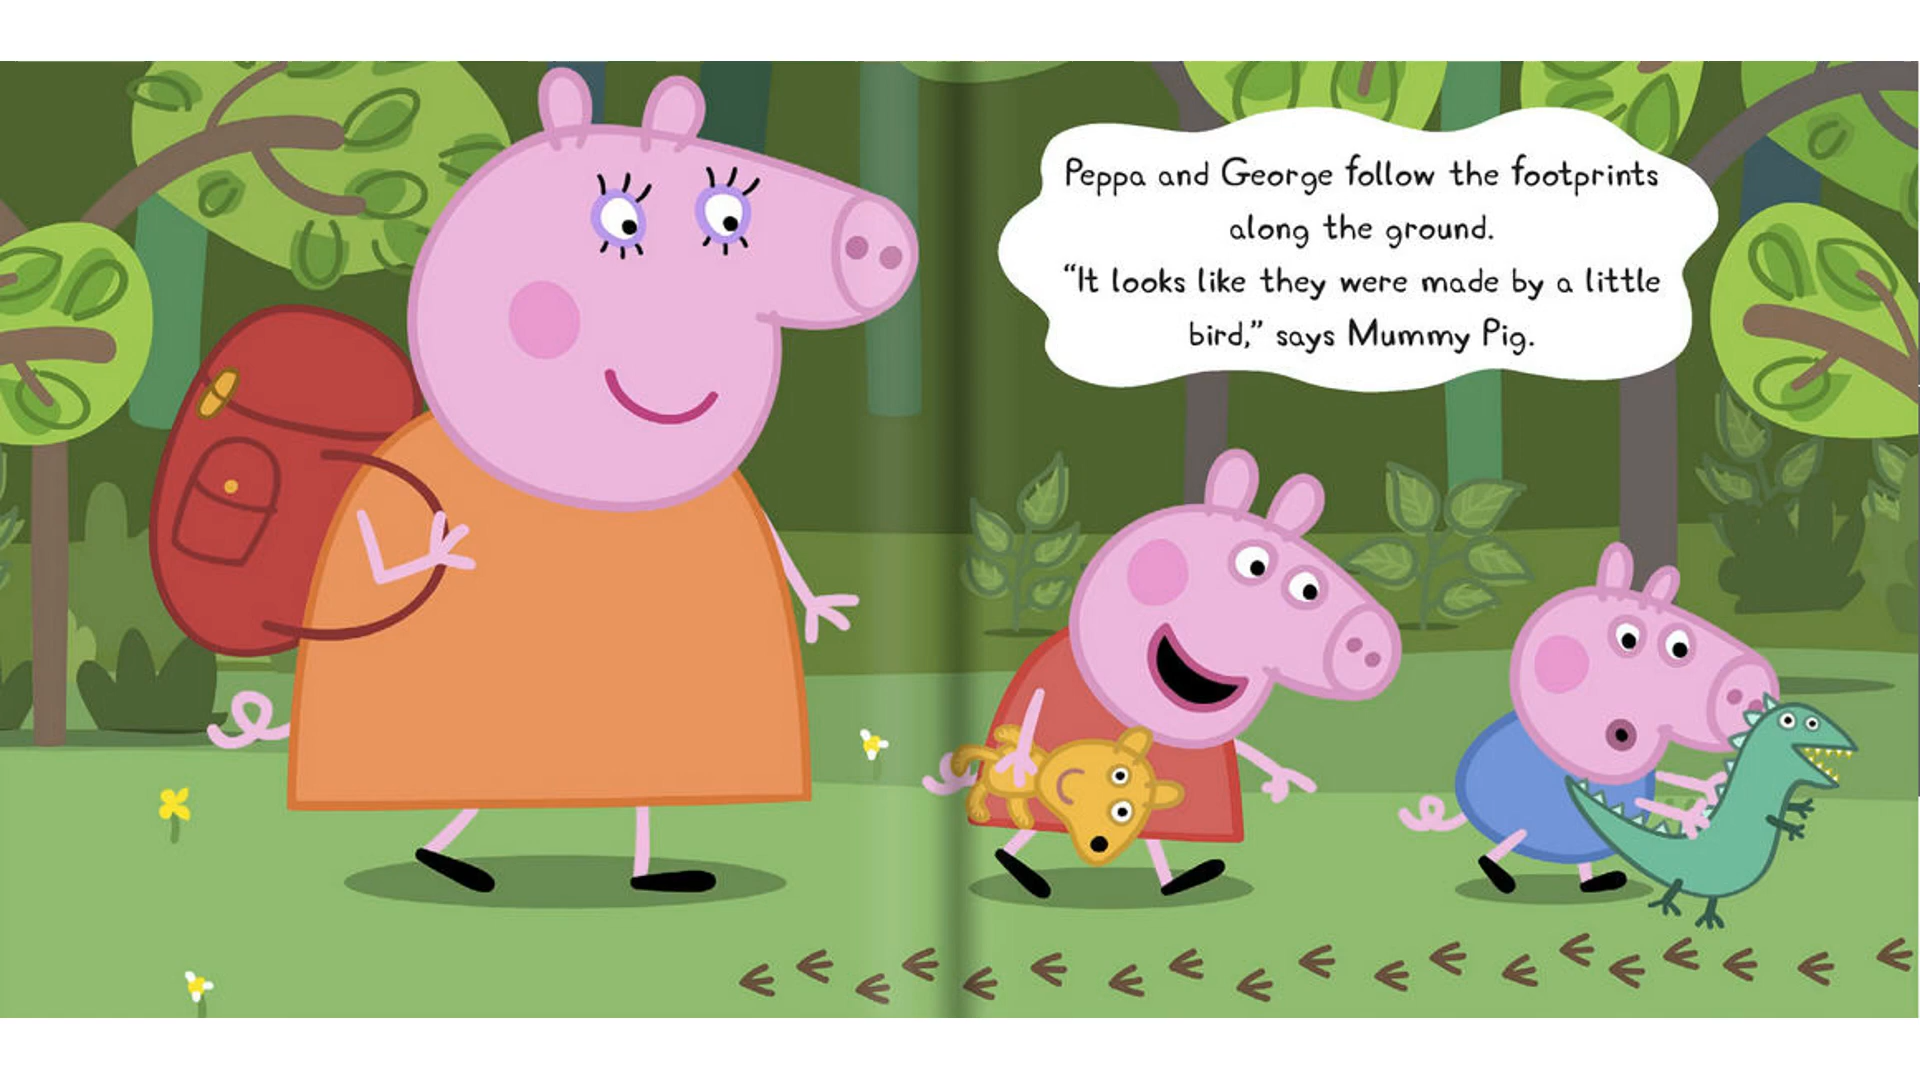 Peppa and George follow the footprints
along the ground.
“It looks like they were made by a little
bird,” says Mummy Pig.